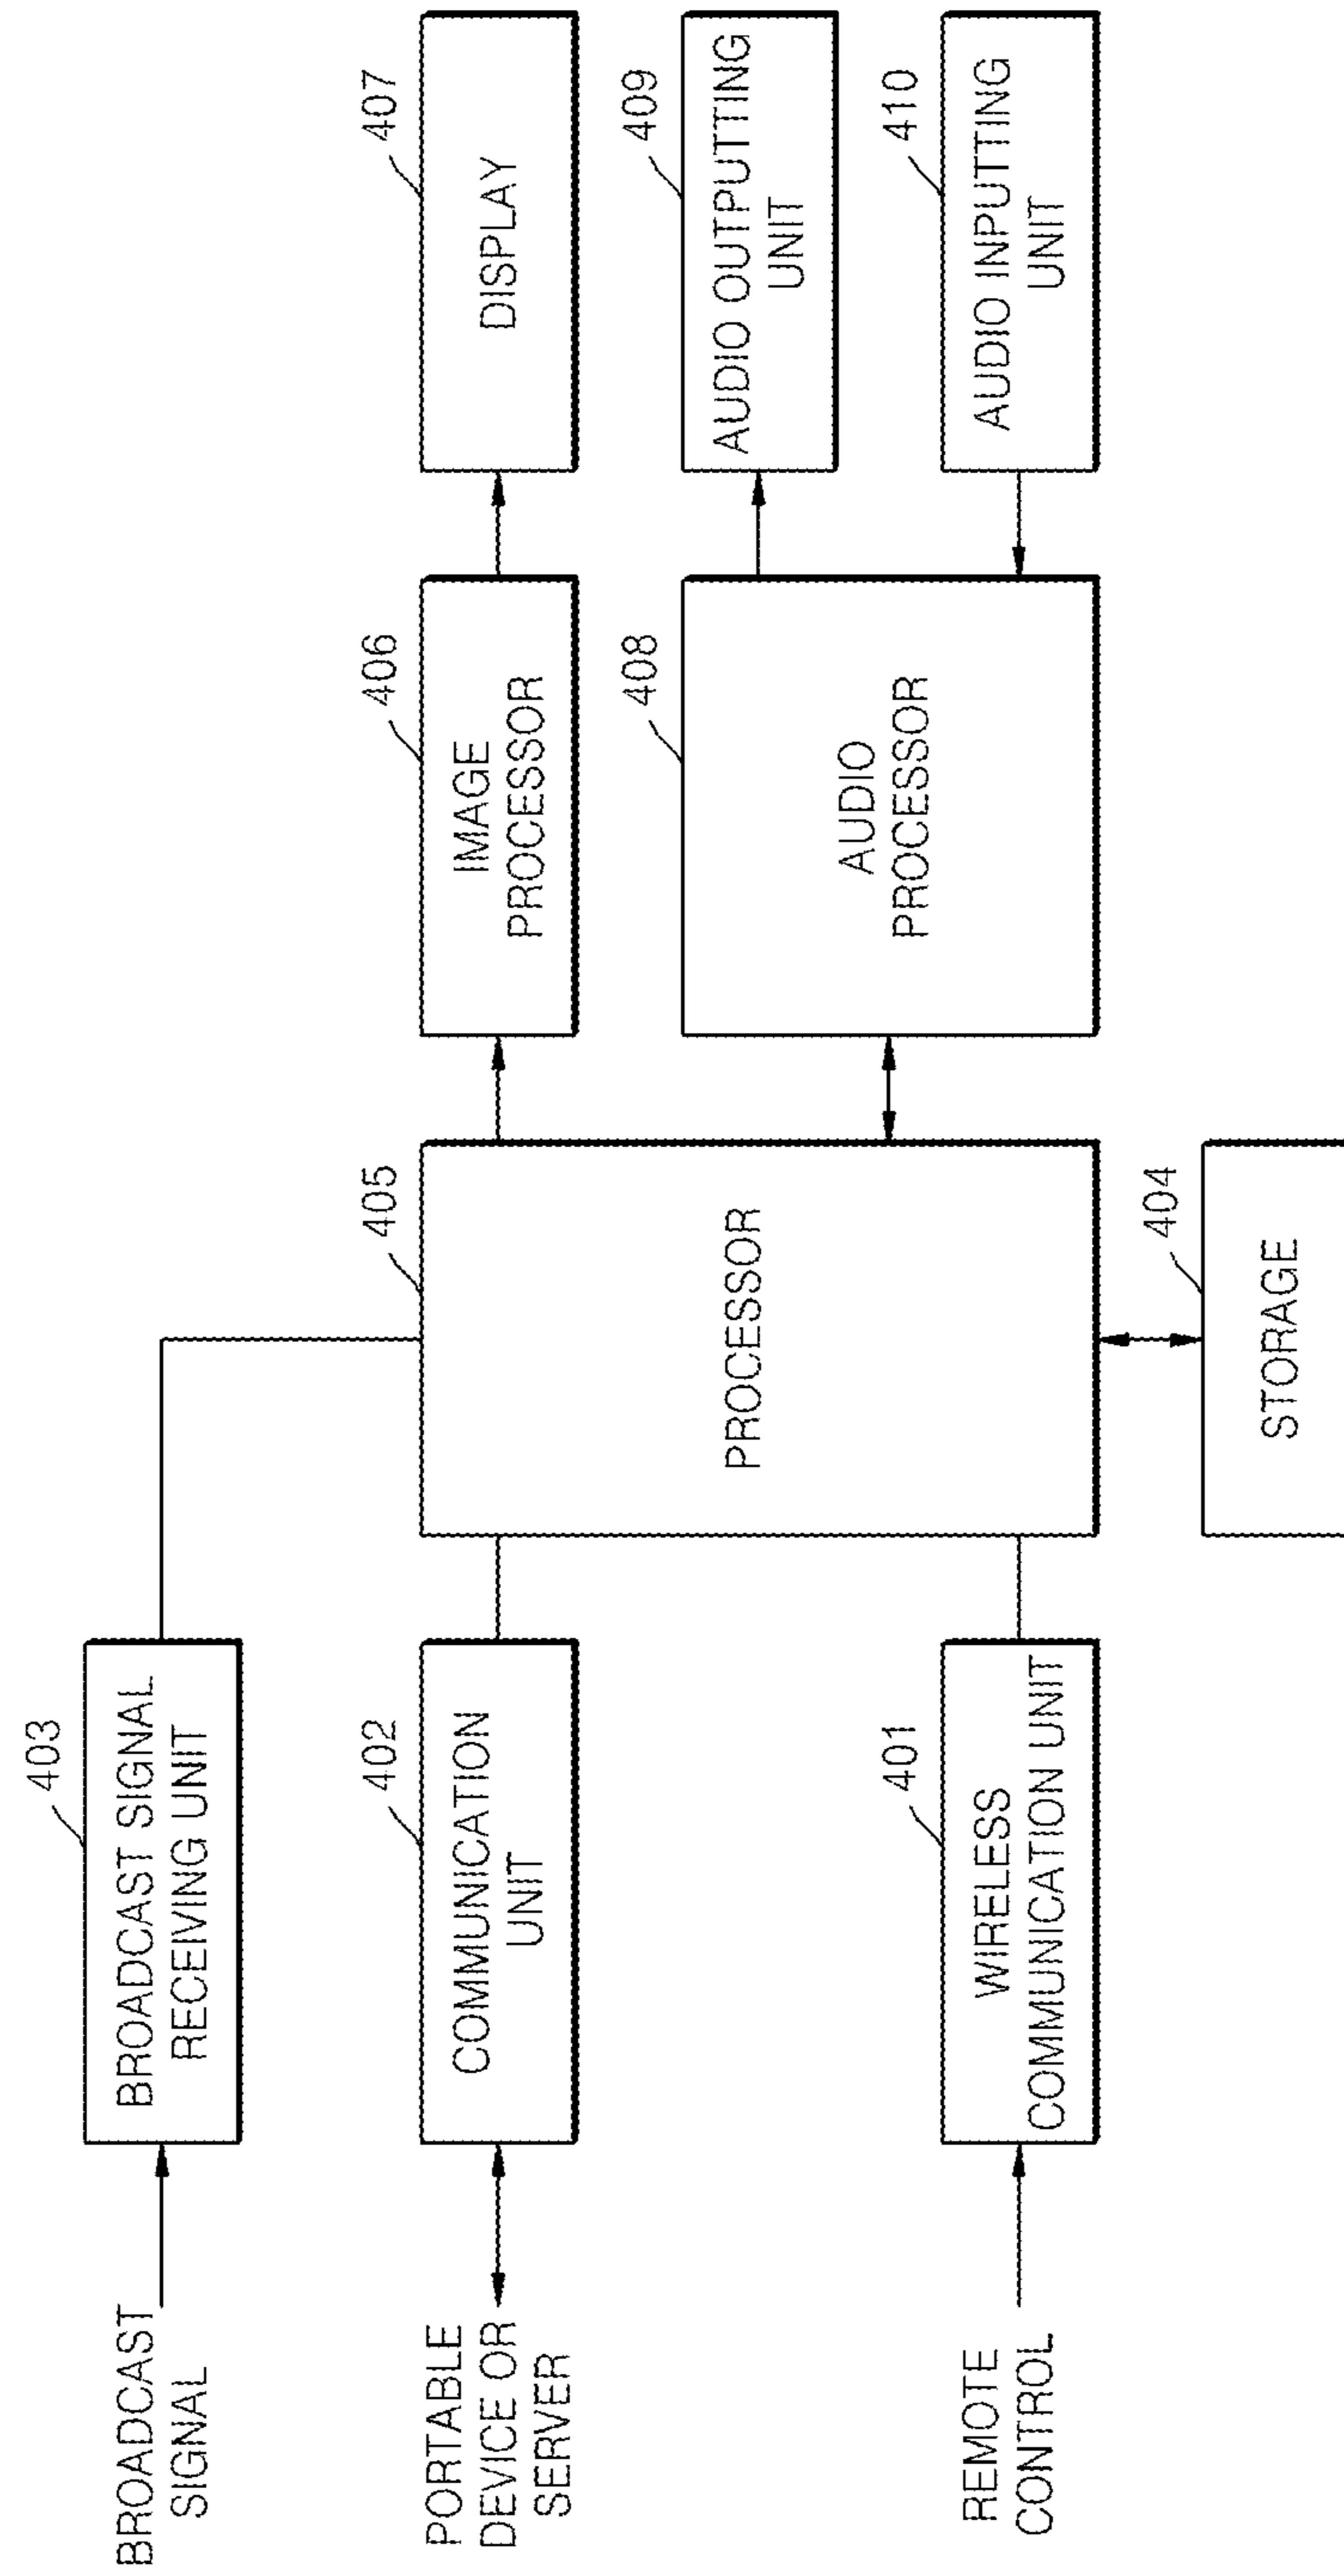 BROADCAST
SIGNAL
403
BROADCAST SIGNAL
RECEIVING UNIT
PORTABLE
DEVICE OR
SERVER
402
COMMUNICATION
UNIT
REMOTE
CONTROL
401
WIRELESS
COMMUNICATION UNIT
405
PROCESSOR
404
STORAGE
406
IMAGE
PROCESSOR
407
DISPLAY
408
AUDIO
PROCESSOR
409
AUDIO OUTPUTTING
UNIT
410
AUDIO INPUTTING
UNIT